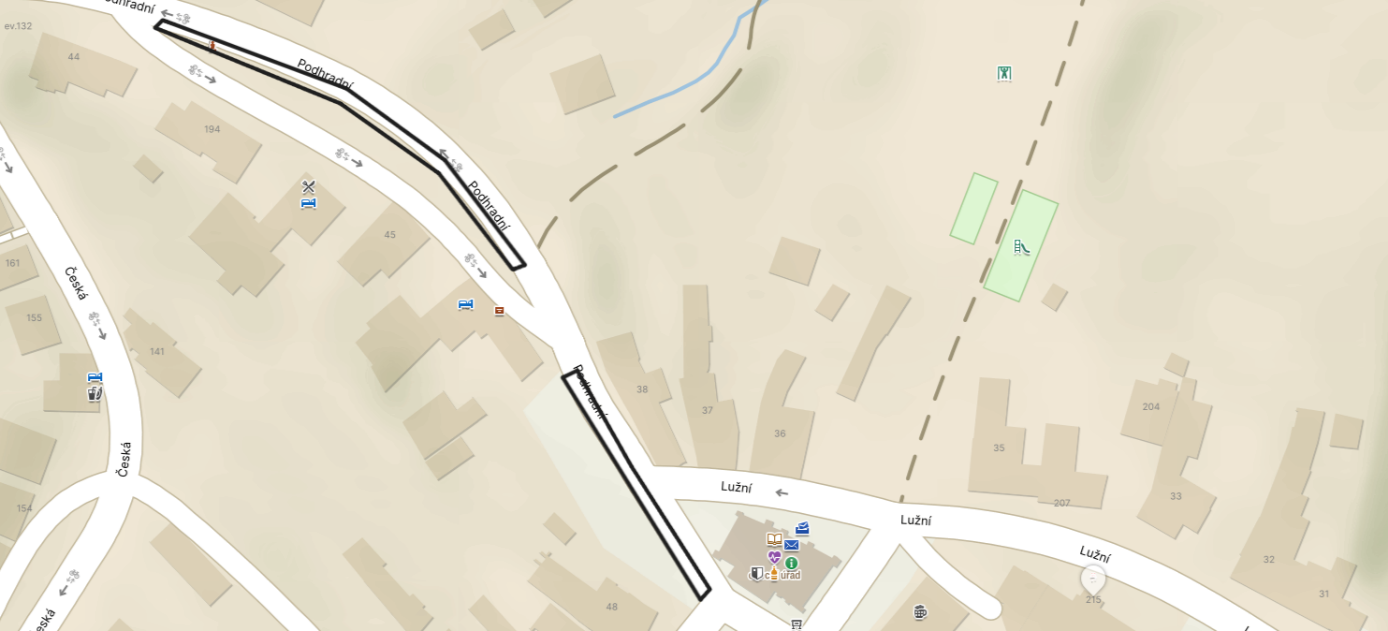 Podhradní
ev.132
44
Podhradní
194
Podhradní
45
161
Česká
155
141
38
37
36
204
35
207
33
Česká
154
Lužní
Lužní
Lužní
32
31
215
48
Podhradní
úřad